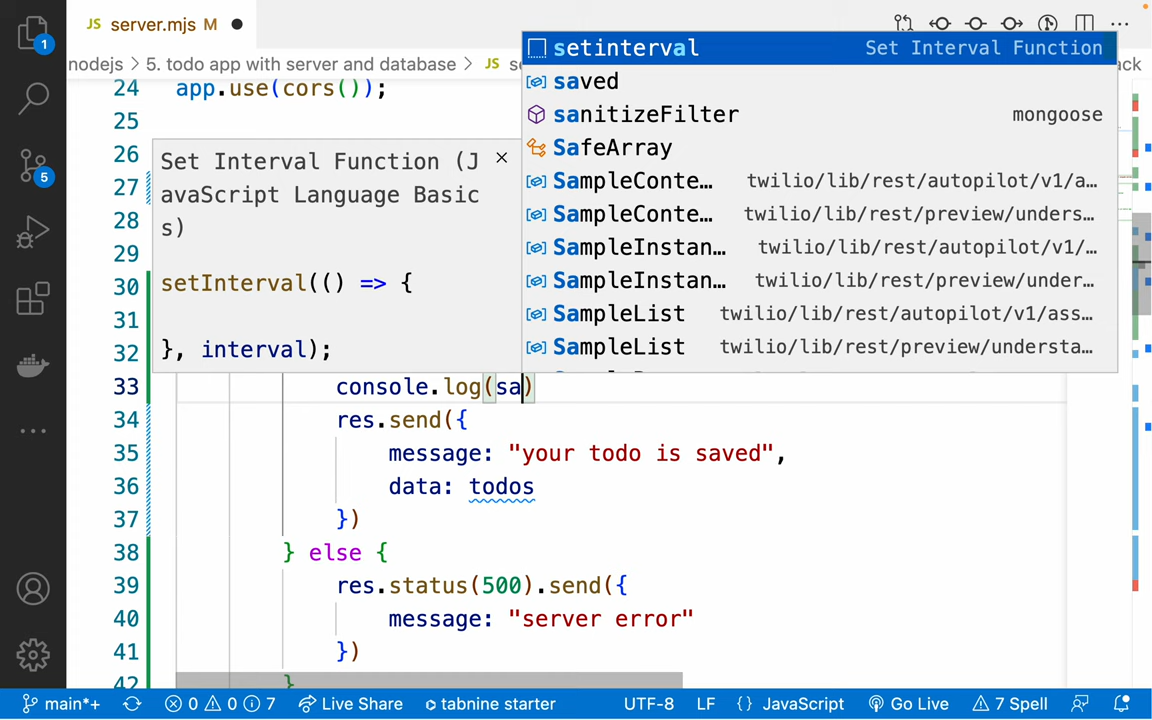 JS server.mjs M
nodejs > 5. todo app with server and database > JS
24 app.use(cors());
25
26
27
28
29
30
31
32
Set Interval Function (J
avaScript Language Basic
s)
setInterval(() => {
}, interval);
setinterval Set Interval Function
saved
sanitizeFilter mongoose
SafeArray
SampleConte… twilio/lib/rest/autopilot/v1/a…
SampleConte… twilio/lib/rest/preview/unders…
SampleInstan… twilio/lib/rest/autopilot/v1/…
SampleInstan… twilio/lib/rest/preview/under…
SampleList twilio/lib/rest/autopilot/v1/ass…
SampleList twilio/lib/rest/preview/understa…
33 console.log(sa)
34 res.send({
35 message: "your todo is saved",
36 data: todos
37 })
38 } else {
39 res.status(500).send({
40 message: "server error"
41 })
42 }
1
5
main*+ 0 0 7 Live Share tabnine starter UTF-8 LF {} JavaScript Go Live 7 Spell